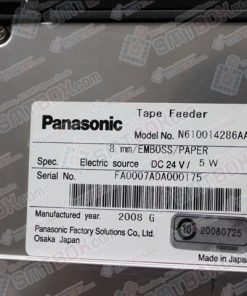 Tape Feeder
Panasonic
Model No. N610014286AA
8 mm/EMBOSS/PAPER
Spec. Electric source DC 24 V / 5 W
Serial No. FA0007ADA000175
Manufactured year. 2008 G
Panasonic Factory Solutions Co., Ltd.
Osaka Japan
10
20080725
Made in Japan